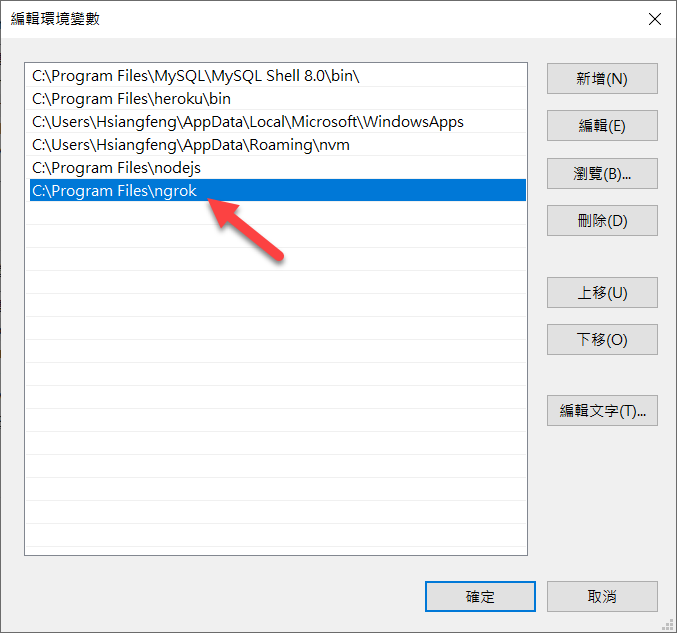 編輯環境變數
C:\Program Files\MySQL\MySQL Shell 8.0\bin\
C:\Program Files\heroku\bin
C:\Users\Hsiangfeng\AppData\Local\Microsoft\WindowsApps
C:\Users\Hsiangfeng\AppData\Roaming\nvm
C:\Program Files\nodejs
C:\Program Files\ngrok
新增(N)
編輯(E)
瀏覽(B)...
刪除(D)
上移(U)
下移(O)
編輯文字(T)...
確定
取消